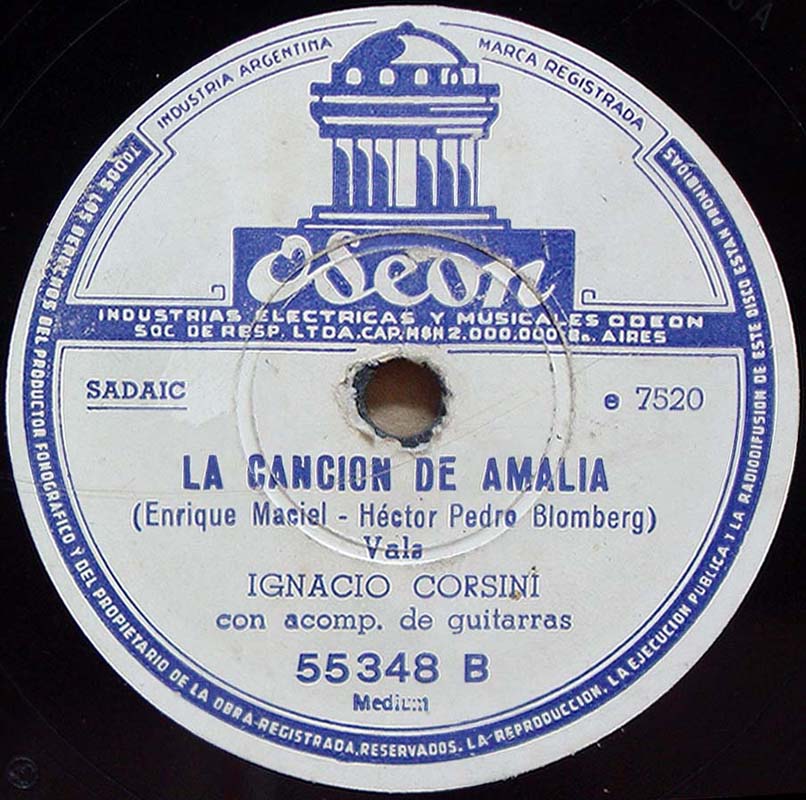 INDUSTRIA ARGENTINA
MARCA REGISTRADA
Odeon
INDUSTRIAS ELECTRICAS Y MUSICALES ODEON
SOC DE RESP. LTDA. CAP. M$N 2.000.000 Bs. AIRES
SADAIC
e 7520
LA CANCION DE AMALIA
(Enrique Maciel - Héctor Pedro Blomberg)
Vals
IGNACIO CORSINI
con acomp. de guitarras
55348 B
Medium
TODOS LOS DERECHOS DEL PRODUCTOR FONOGRAFICO Y DEL PROPIETARIO DE LA OBRA REGISTRADA, RESERVADOS. LA REPRODUCCION, LA EJECUCION PUBLICA Y LA RADIODIFUSION DE ESTE DISCO ESTAN PROHIBIDAS